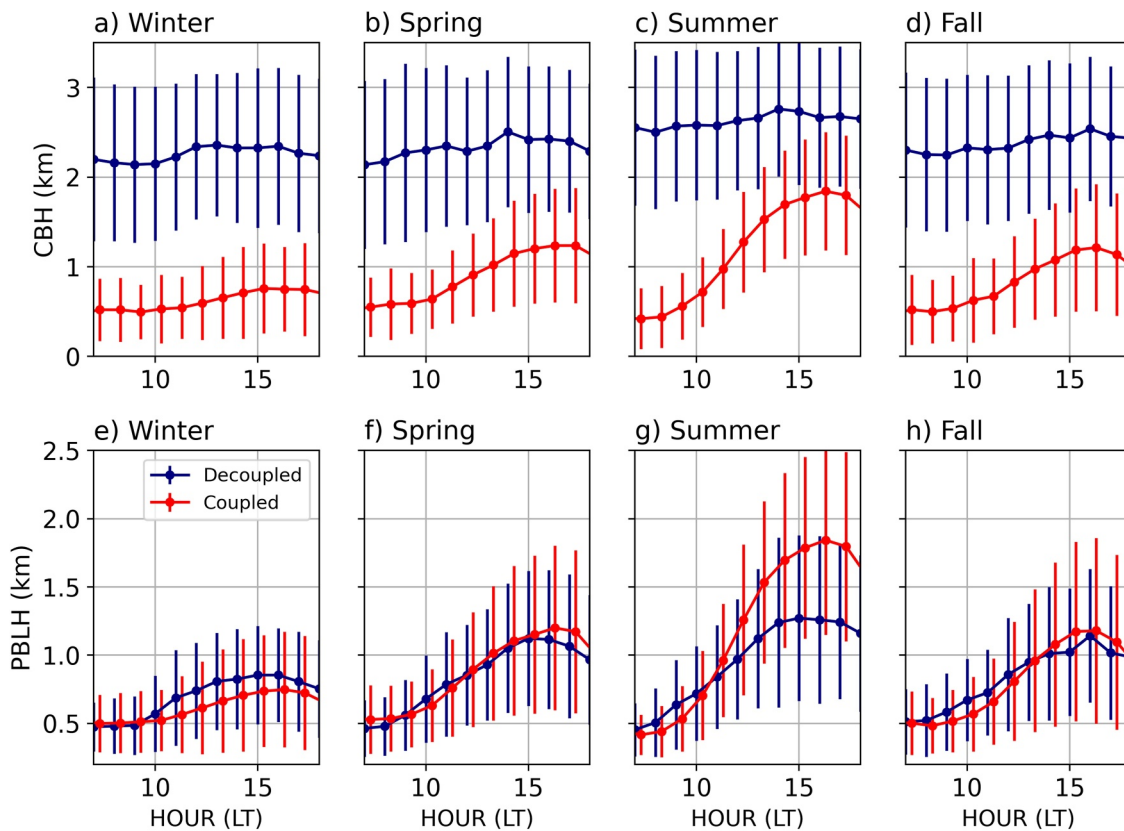 a) Winter
b) Spring
c) Summer
d) Fall
CBH (km)
3
2
1
0
10 15
10 15
10 15
10 15
e) Winter
f) Spring
g) Summer
h) Fall
PBLH (km)
2.5
2.0
1.5
1.0
0.5
Decoupled
Coupled
10 15
10 15
10 15
10 15
HOUR (LT)
HOUR (LT)
HOUR (LT)
HOUR (LT)